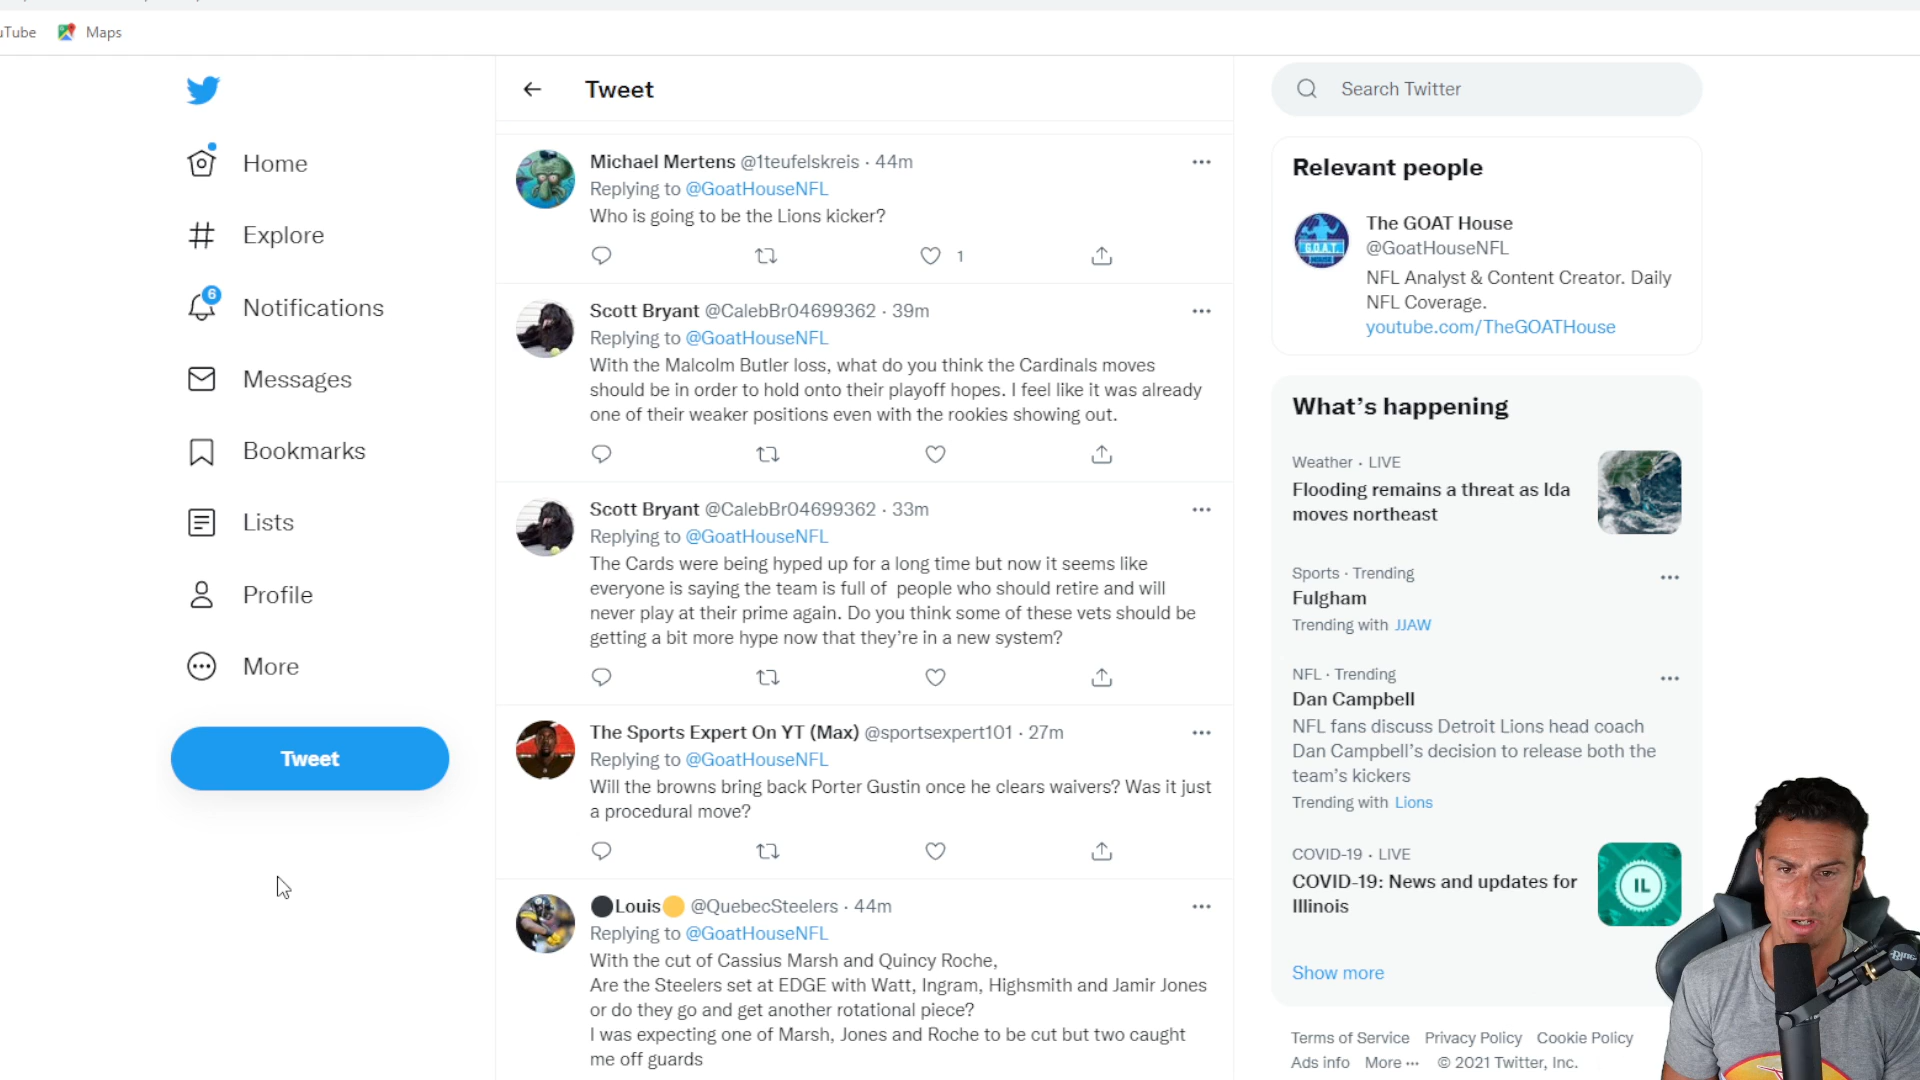 uTube
Maps
Home
Explore
6
Notifications
Messages
Bookmarks
Lists
Profile
More
Tweet
Tweet
Michael Mertens @1teufelskreis · 44m
Replying to @GoatHouseNFL
Who is going to be the Lions kicker?
1
Scott Bryant @CalebBr04699362 · 39m
Replying to @GoatHouseNFL
With the Malcolm Butler loss, what do you think the Cardinals moves
should be in order to hold onto their playoff hopes. I feel like it was already
one of their weaker positions even with the rookies showing out.
Scott Bryant @CalebBr04699362 · 33m
Replying to @GoatHouseNFL
The Cards were being hyped up for a long time but now it seems like
everyone is saying the team is full of people who should retire and will
never play at their prime again. Do you think some of these vets should be
getting a bit more hype now that they're in a new system?
The Sports Expert On YT (Max) @sportsexpert101 · 27m
Replying to @GoatHouseNFL
Will the browns bring back Porter Gustin once he clears waivers? Was it just
a procedural move?
Louis @QuebecSteelers · 44m
Replying to @GoatHouseNFL
With the cut of Cassius Marsh and Quincy Roche,
Are the Steelers set at EDGE with Watt, Ingram, Highsmith and Jamir Jones
or do they go and get another rotational piece?
I was expecting one of Marsh, Jones and Roche to be cut but two caught
me off guards
Search Twitter
Relevant people
G.O.A.T.
HOUSE
The GOAT House
@GoatHouseNFL
NFL Analyst & Content Creator. Daily
NFL Coverage.
youtube.com/TheGOATHouse
What's happening
Weather · LIVE
Flooding remains a threat as Ida
moves northeast
Sports · Trending
Fulgham
Trending with JJAW
NFL · Trending
Dan Campbell
NFL fans discuss Detroit Lions head coach
Dan Campbell's decision to release both the
team's kickers
Trending with Lions
COVID-19 · LIVE
COVID-19: News and updates for
Illinois
IL
Show more
Terms of Service Privacy Policy Cookie Policy
Ads info More ··· © 2021 Twitter, Inc.